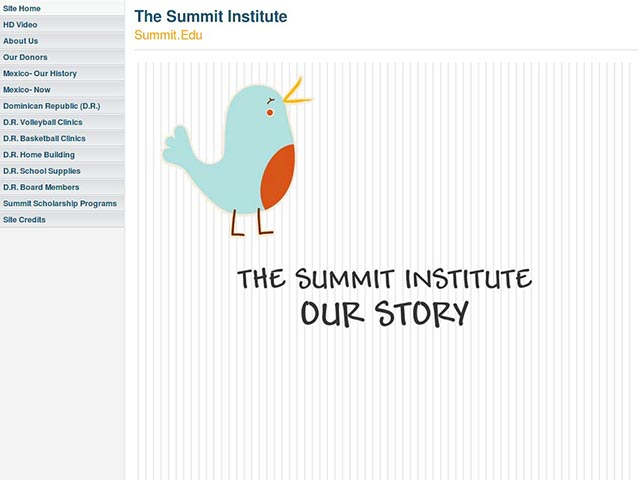 Site Home
HD Video
About Us
Our Donors
Mexico- Our History
Mexico- Now
Dominican Republic (D.R.)
D.R. Volleyball Clinics
D.R. Basketball Clinics
D.R. Home Building
D.R. School Supplies
D.R. Board Members
Summit Scholarship Programs
Site Credits
The Summit Institute
Summit.Edu
THE SUMMIT INSTITUTE
OUR STORY